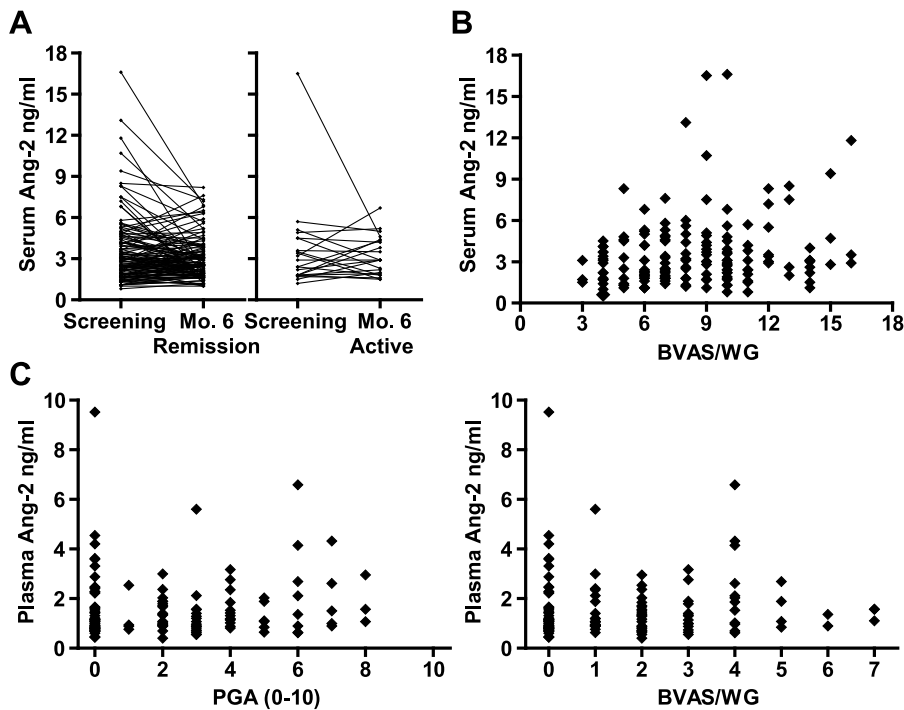 A
B
Serum Ang-2 ng/ml
18
15
12
9
6
3
0
Screening Mo. 6
Remission
Screening Mo. 6
Active
Serum Ang-2 ng/ml
18
15
12
9
6
3
0
0 3 6 9 12 15 18
BVAS/WG
C
Plasma Ang-2 ng/ml
10
8
6
4
2
0
0 2 4 6 8 10
PGA (0-10)
Plasma Ang-2 ng/ml
10
8
6
4
2
0
0 1 2 3 4 5 6 7
BVAS/WG